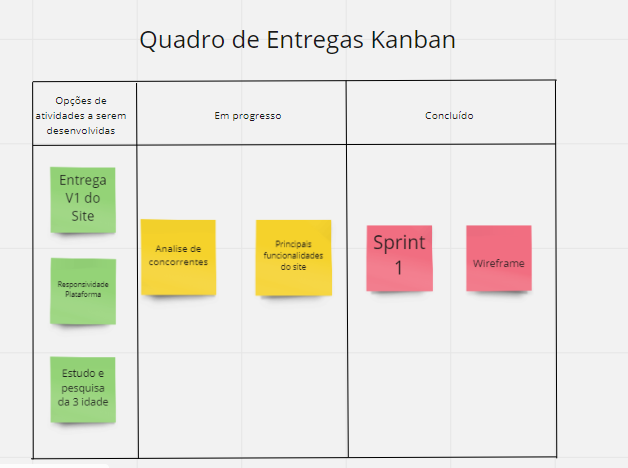 Quadro de Entregas Kanban
Opções de
atividades a serem
desenvolvidas
Em progresso
Concluído
Entrega
V1 do
Site
Responsividade
Plataforma
Estudo e
pesquisa
da 3 idade
Analise de
concorrentes
Principais
funcionalidades
do site
Sprint
1
Wireframe